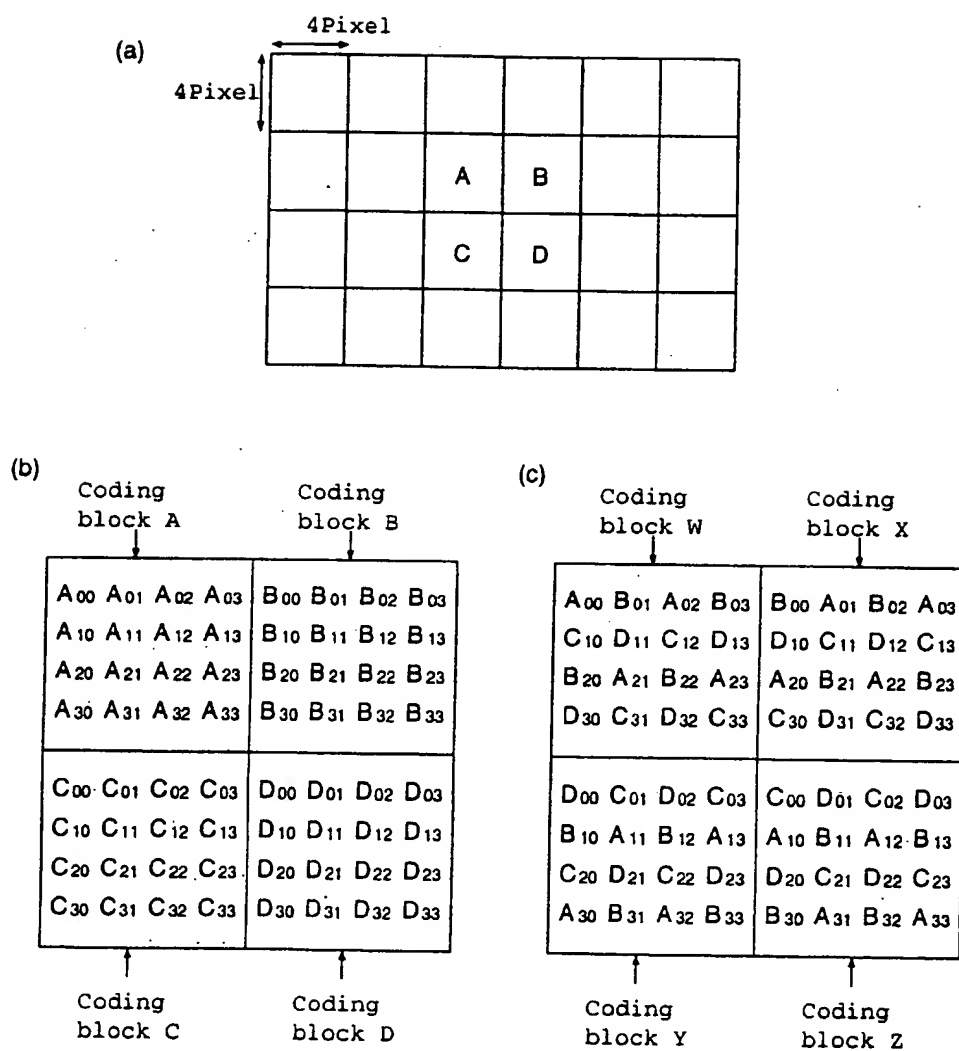 4Pixel
(a)
4Pixel
A B
C D
(b)
Coding block A
Coding block B
A00 A01 A02 A03 B00 B01 B02 B03
A10 A11 A12 A13 B10 B11 B12 B13
A20 A21 A22 A23 B20 B21 B22 B23
A30 A31 A32 A33 B30 B31 B32 B33
C00 C01 C02 C03 D00 D01 D02 D03
C10 C11 C12 C13 D10 D11 D12 D13
C20 C21 C22 C23 D20 D21 D22 D23
C30 C31 C32 C33 D30 D31 D32 D33
Coding block C
Coding block D
(c)
Coding block W
Coding block X
A00 B01 A02 B03 B00 A01 B02 A03
C10 D11 C12 D13 D10 C11 D12 C13
B20 A21 B22 A23 A20 B21 A22 B23
D30 C31 D32 C33 C30 D31 C32 D33
D00 C01 D02 C03 C00 D01 C02 D03
B10 A11 B12 A13 A10 B11 A12 B13
C20 D21 C22 D23 D20 C21 D22 C23
A30 B31 A32 B33 B30 A31 B32 A33
Coding block Y
Coding block Z